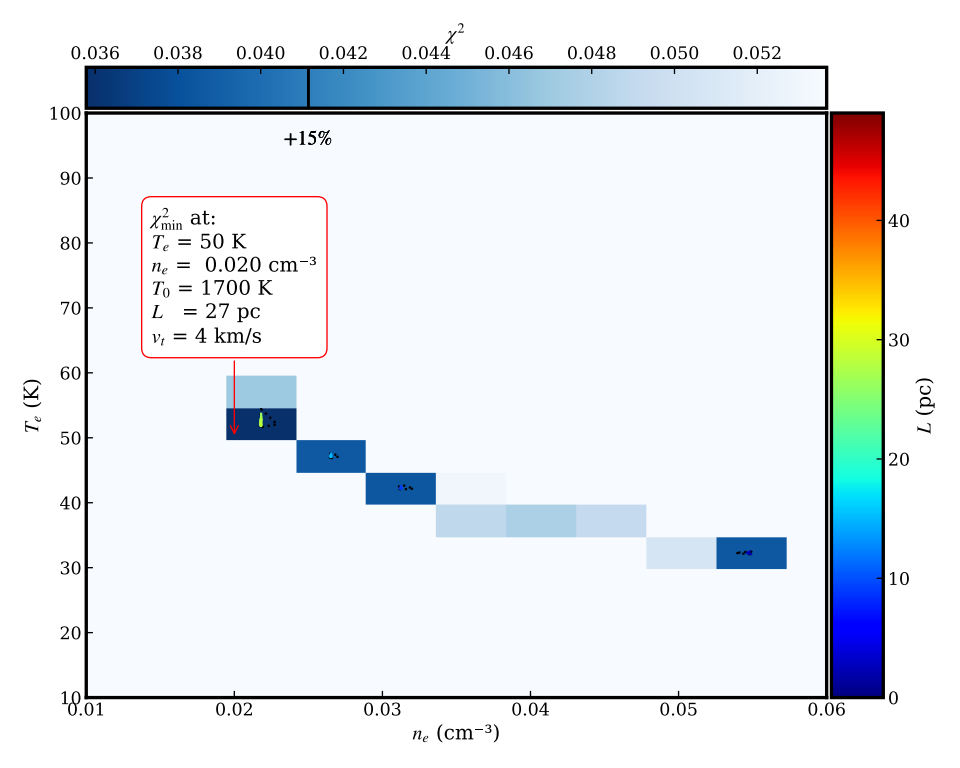 χ²
0.036 0.038 0.040 0.042 0.044 0.046 0.048 0.050 0.052
+15%
χ²min at:
Te = 50 K
ne = 0.020 cm⁻³
T0 = 1700 K
L = 27 pc
vt = 4 km/s
100
90
80
70
60
50
40
30
20
10
Te (K)
0.01 0.02 0.03 0.04 0.05 0.06
ne (cm⁻³)
40
30
20
10
0
L (pc)